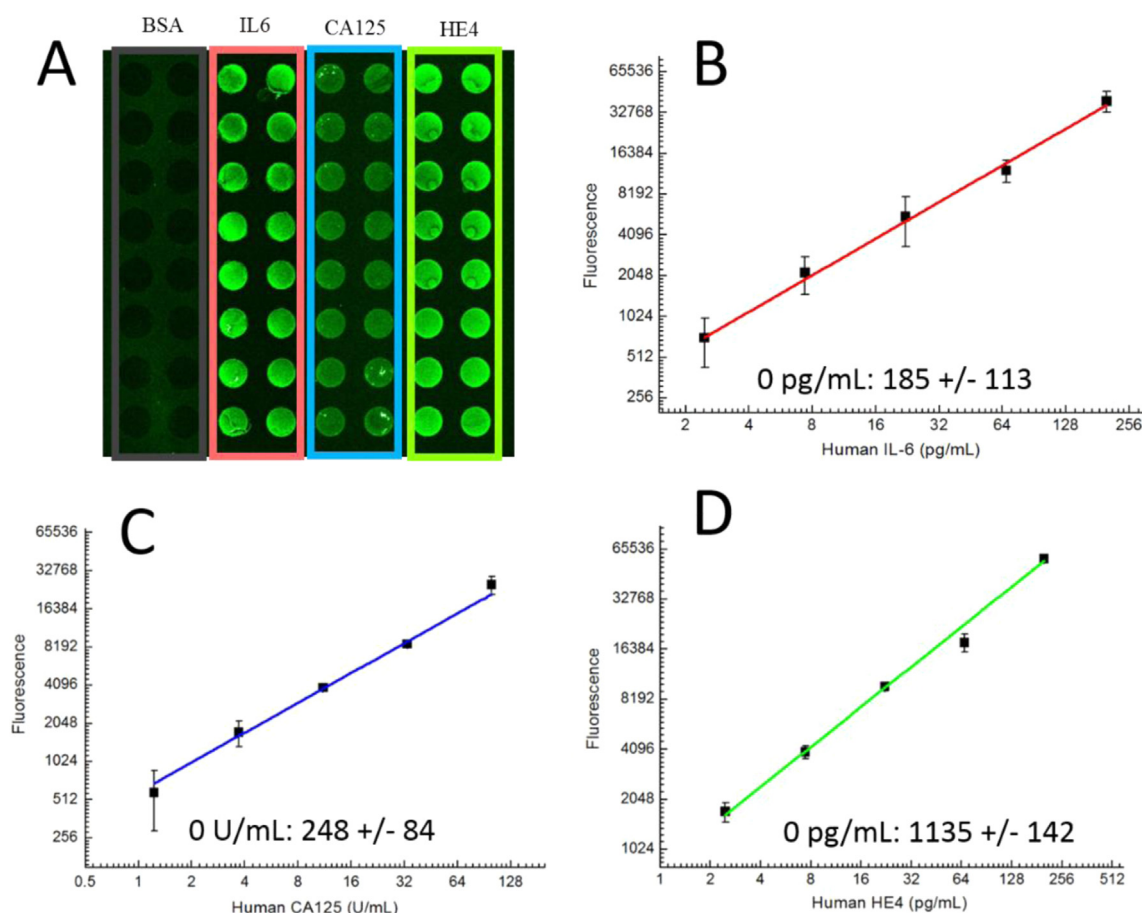 BSA IL6 CA125 HE4
A
B
65536
32768
16384
8192
4096
2048
1024
512
256
Fluorescence
0 pg/mL: 185 +/- 113
2 4 8 16 32 64 128 256
Human IL-6 (pg/mL)
C
65536
32768
16384
8192
4096
2048
1024
512
256
Fluorescence
0 U/mL: 248 +/- 84
0.5 1 2 4 8 16 32 64 128
Human CA125 (U/mL)
D
65536
32768
16384
8192
4096
2048
1024
Fluorescence
0 pg/mL: 1135 +/- 142
1 2 4 8 16 32 64 128 256 512
Human HE4 (pg/mL)